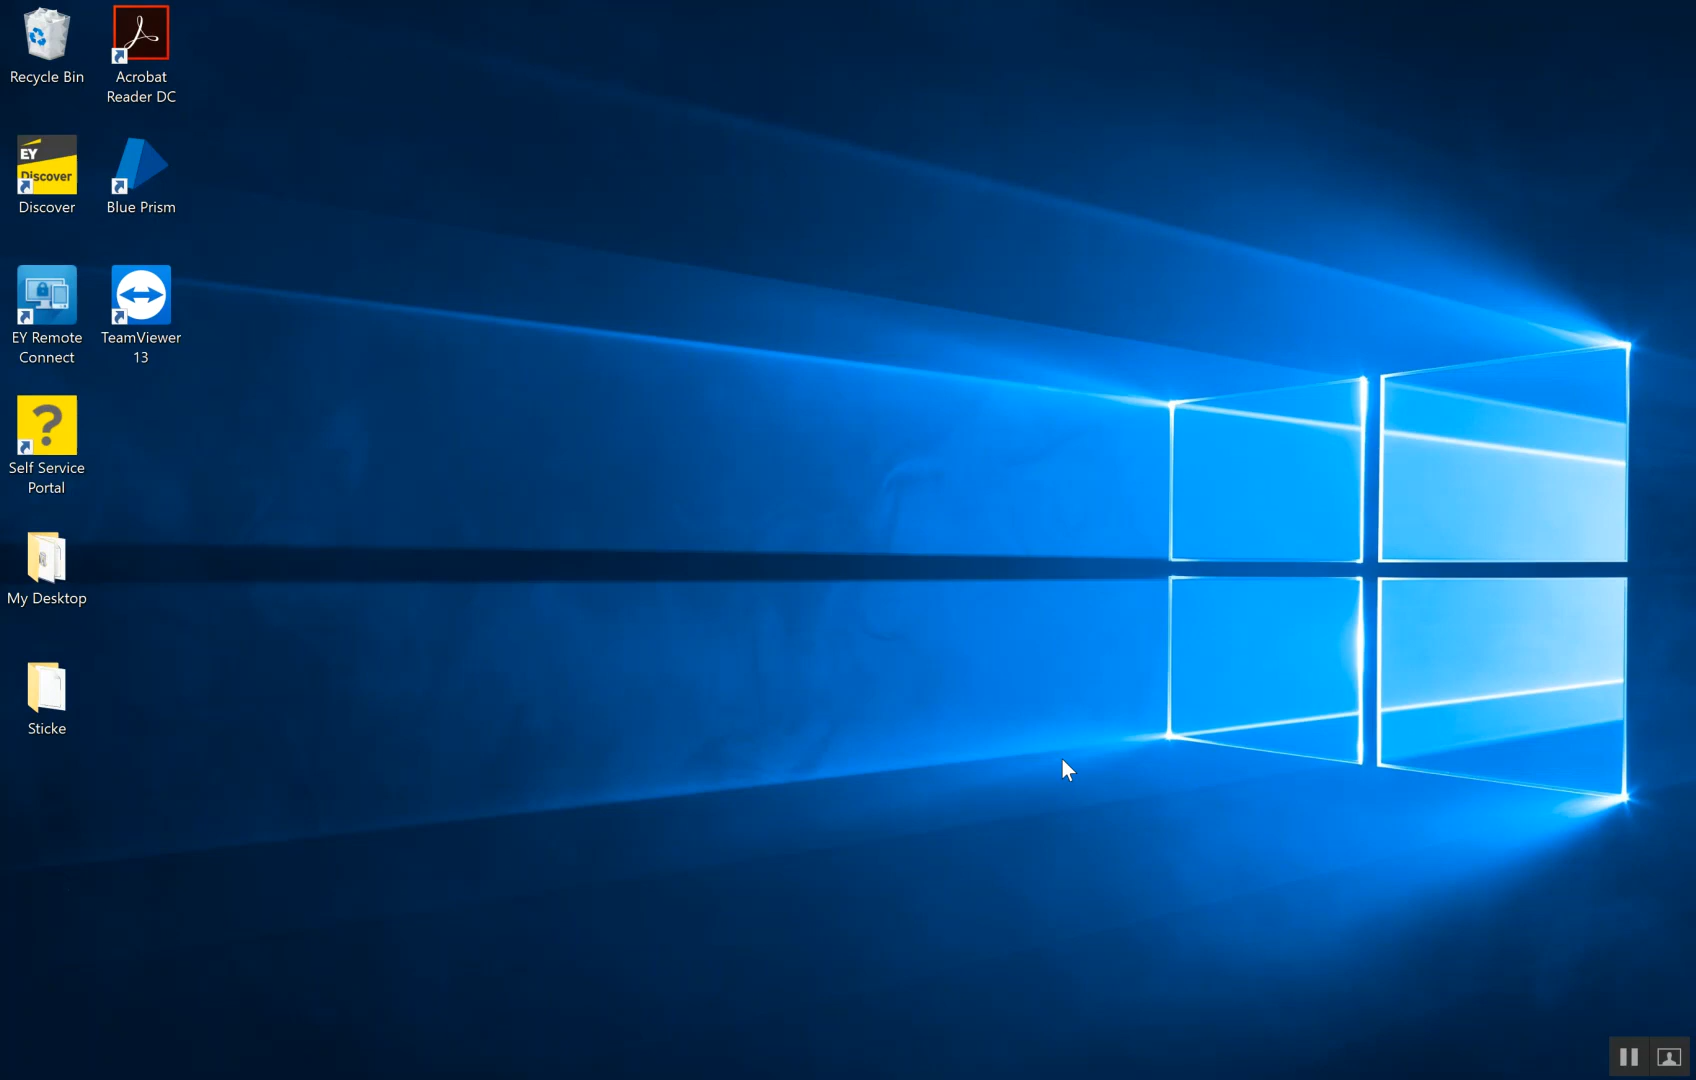 Recycle Bin
Acrobat
Reader DC
EY
Discover
Discover
Blue Prism
EY Remote
Connect
TeamViewer
13
?
Self Service
Portal
My Desktop
Sticke